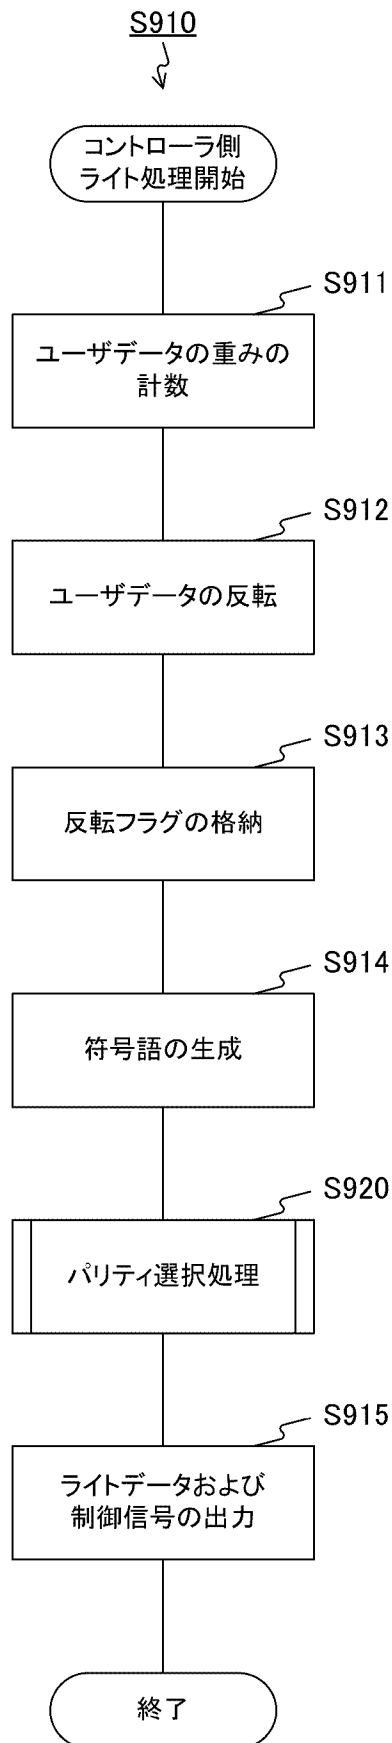 S910
コントローラ側
ライト処理開始
S911
ユーザデータの重みの
計数
S912
ユーザデータの反転
S913
反転フラグの格納
S914
符号語の生成
S920
パリティ選択処理
S915
ライトデータおよび
制御信号の出力
終了